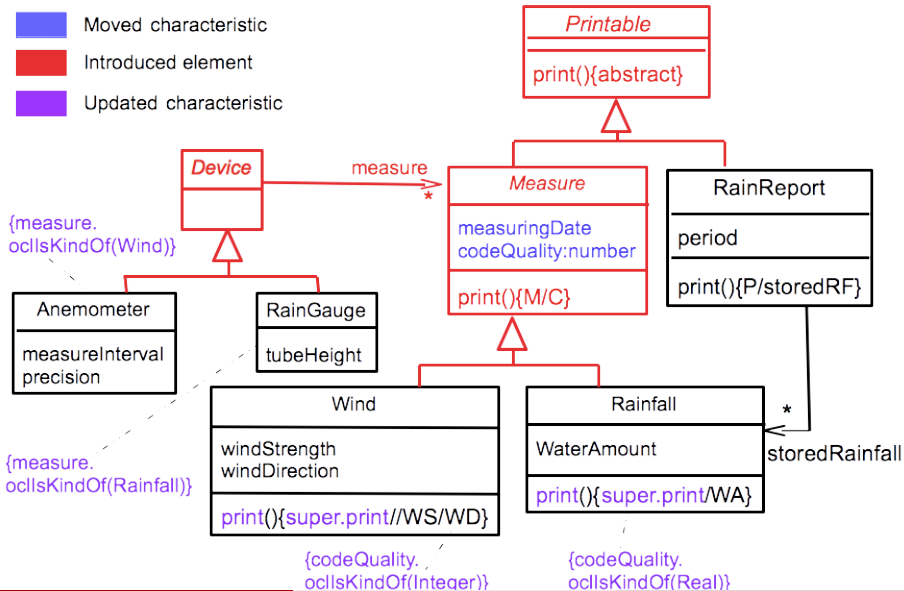 Moved characteristic
Introduced element
Updated characteristic
Printable
print(){abstract}
Device
measure
*
Measure
measuringDate
codeQuality:number
print(){M/C}
RainReport
period
print(){P/storedRF}
{measure.
oclIsKindOf(Wind)}
Anemometer
measureInterval
precision
RainGauge
tubeHeight
{measure.
oclIsKindOf(Rainfall)}
Wind
windStrength
windDirection
print(){super.print//WS/WD}
Rainfall
WaterAmount
print(){super.print/WA}
*
storedRainfall
{codeQuality.
oclIsKindOf(Integer)}
{codeQuality.
oclIsKindOf(Real)}